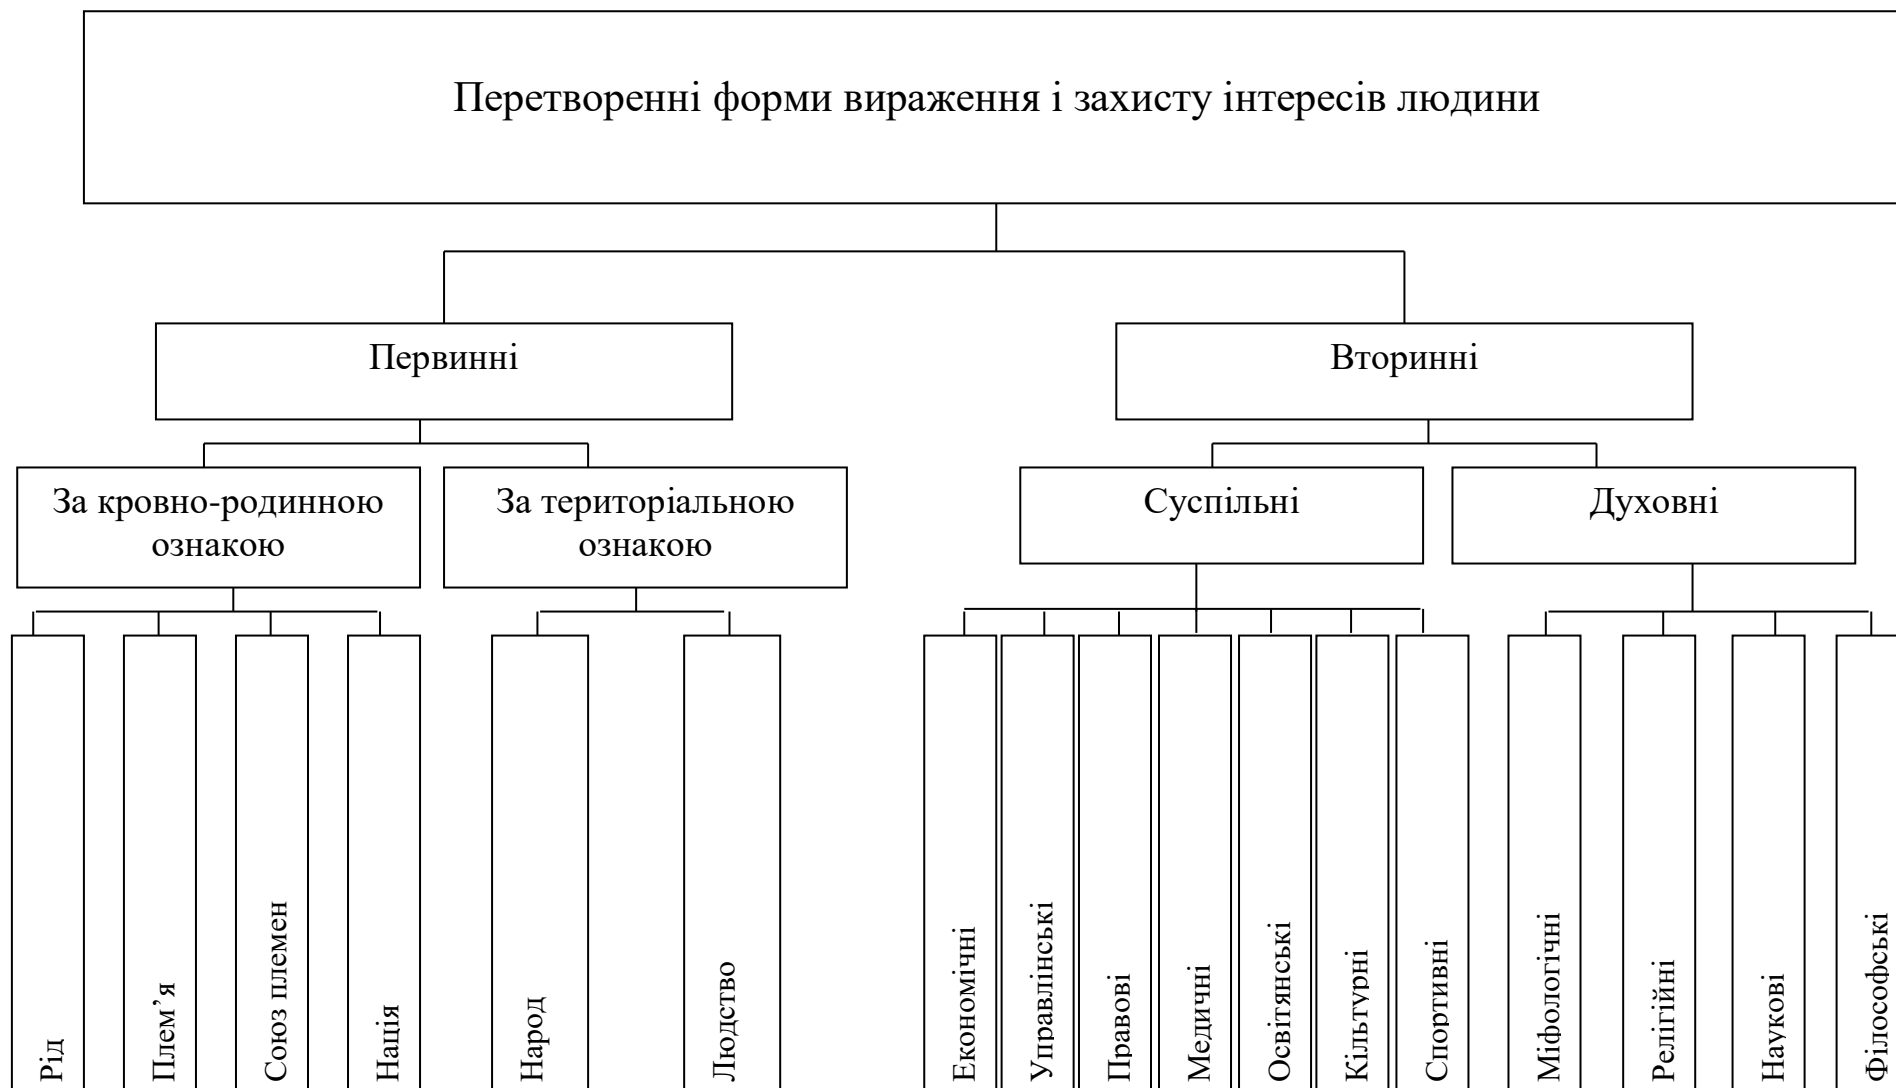 Перетворенні форми вираження і захисту інтересів людини
Первинні
Вторинні
За кровно-родинною
ознакою
За територіальною
ознакою
Суспільні
Духовні
Рід
Плем’я
Союз племен
Нація
Народ
Людство
Економічні
Управлінські
Правові
Медичні
Освітянські
Кільтурні
Спортивні
Міфологічні
Релігійні
Наукові
Філософські